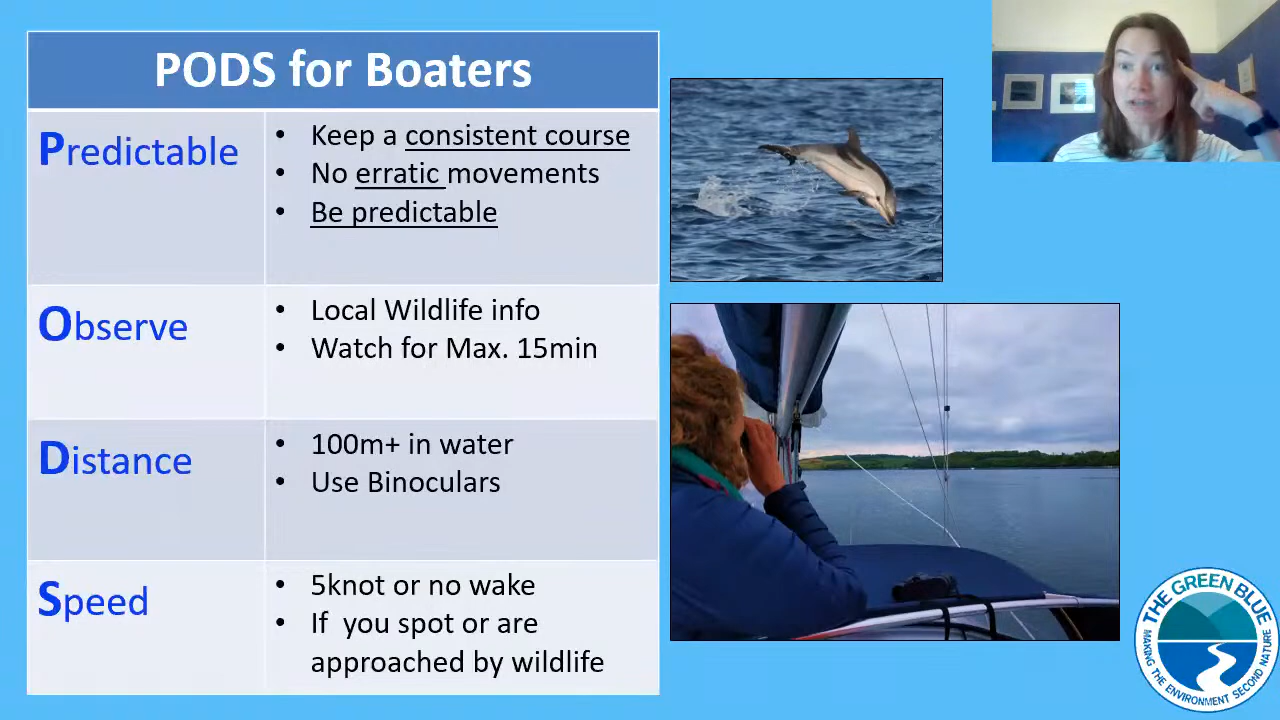 PODS for Boaters
Predictable
• Keep a consistent course
• No erratic movements
• Be predictable
Observe
• Local Wildlife info
• Watch for Max. 15min
Distance
• 100m+ in water
• Use Binoculars
Speed
• 5knot or no wake
• If you spot or are
approached by wildlife
THE GREEN BLUE
MAKING THE ENVIRONMENT SECOND NATURE